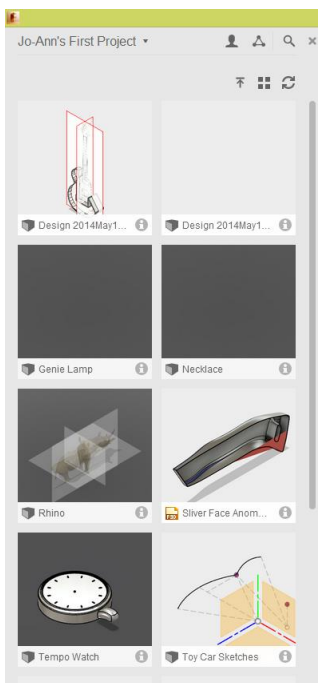 Jo-Ann's First Project
Design 2014May1...
Design 2014May1...
Genie Lamp
Necklace
Rhino
Sliver Face Anom...
Tempo Watch
Toy Car Sketches